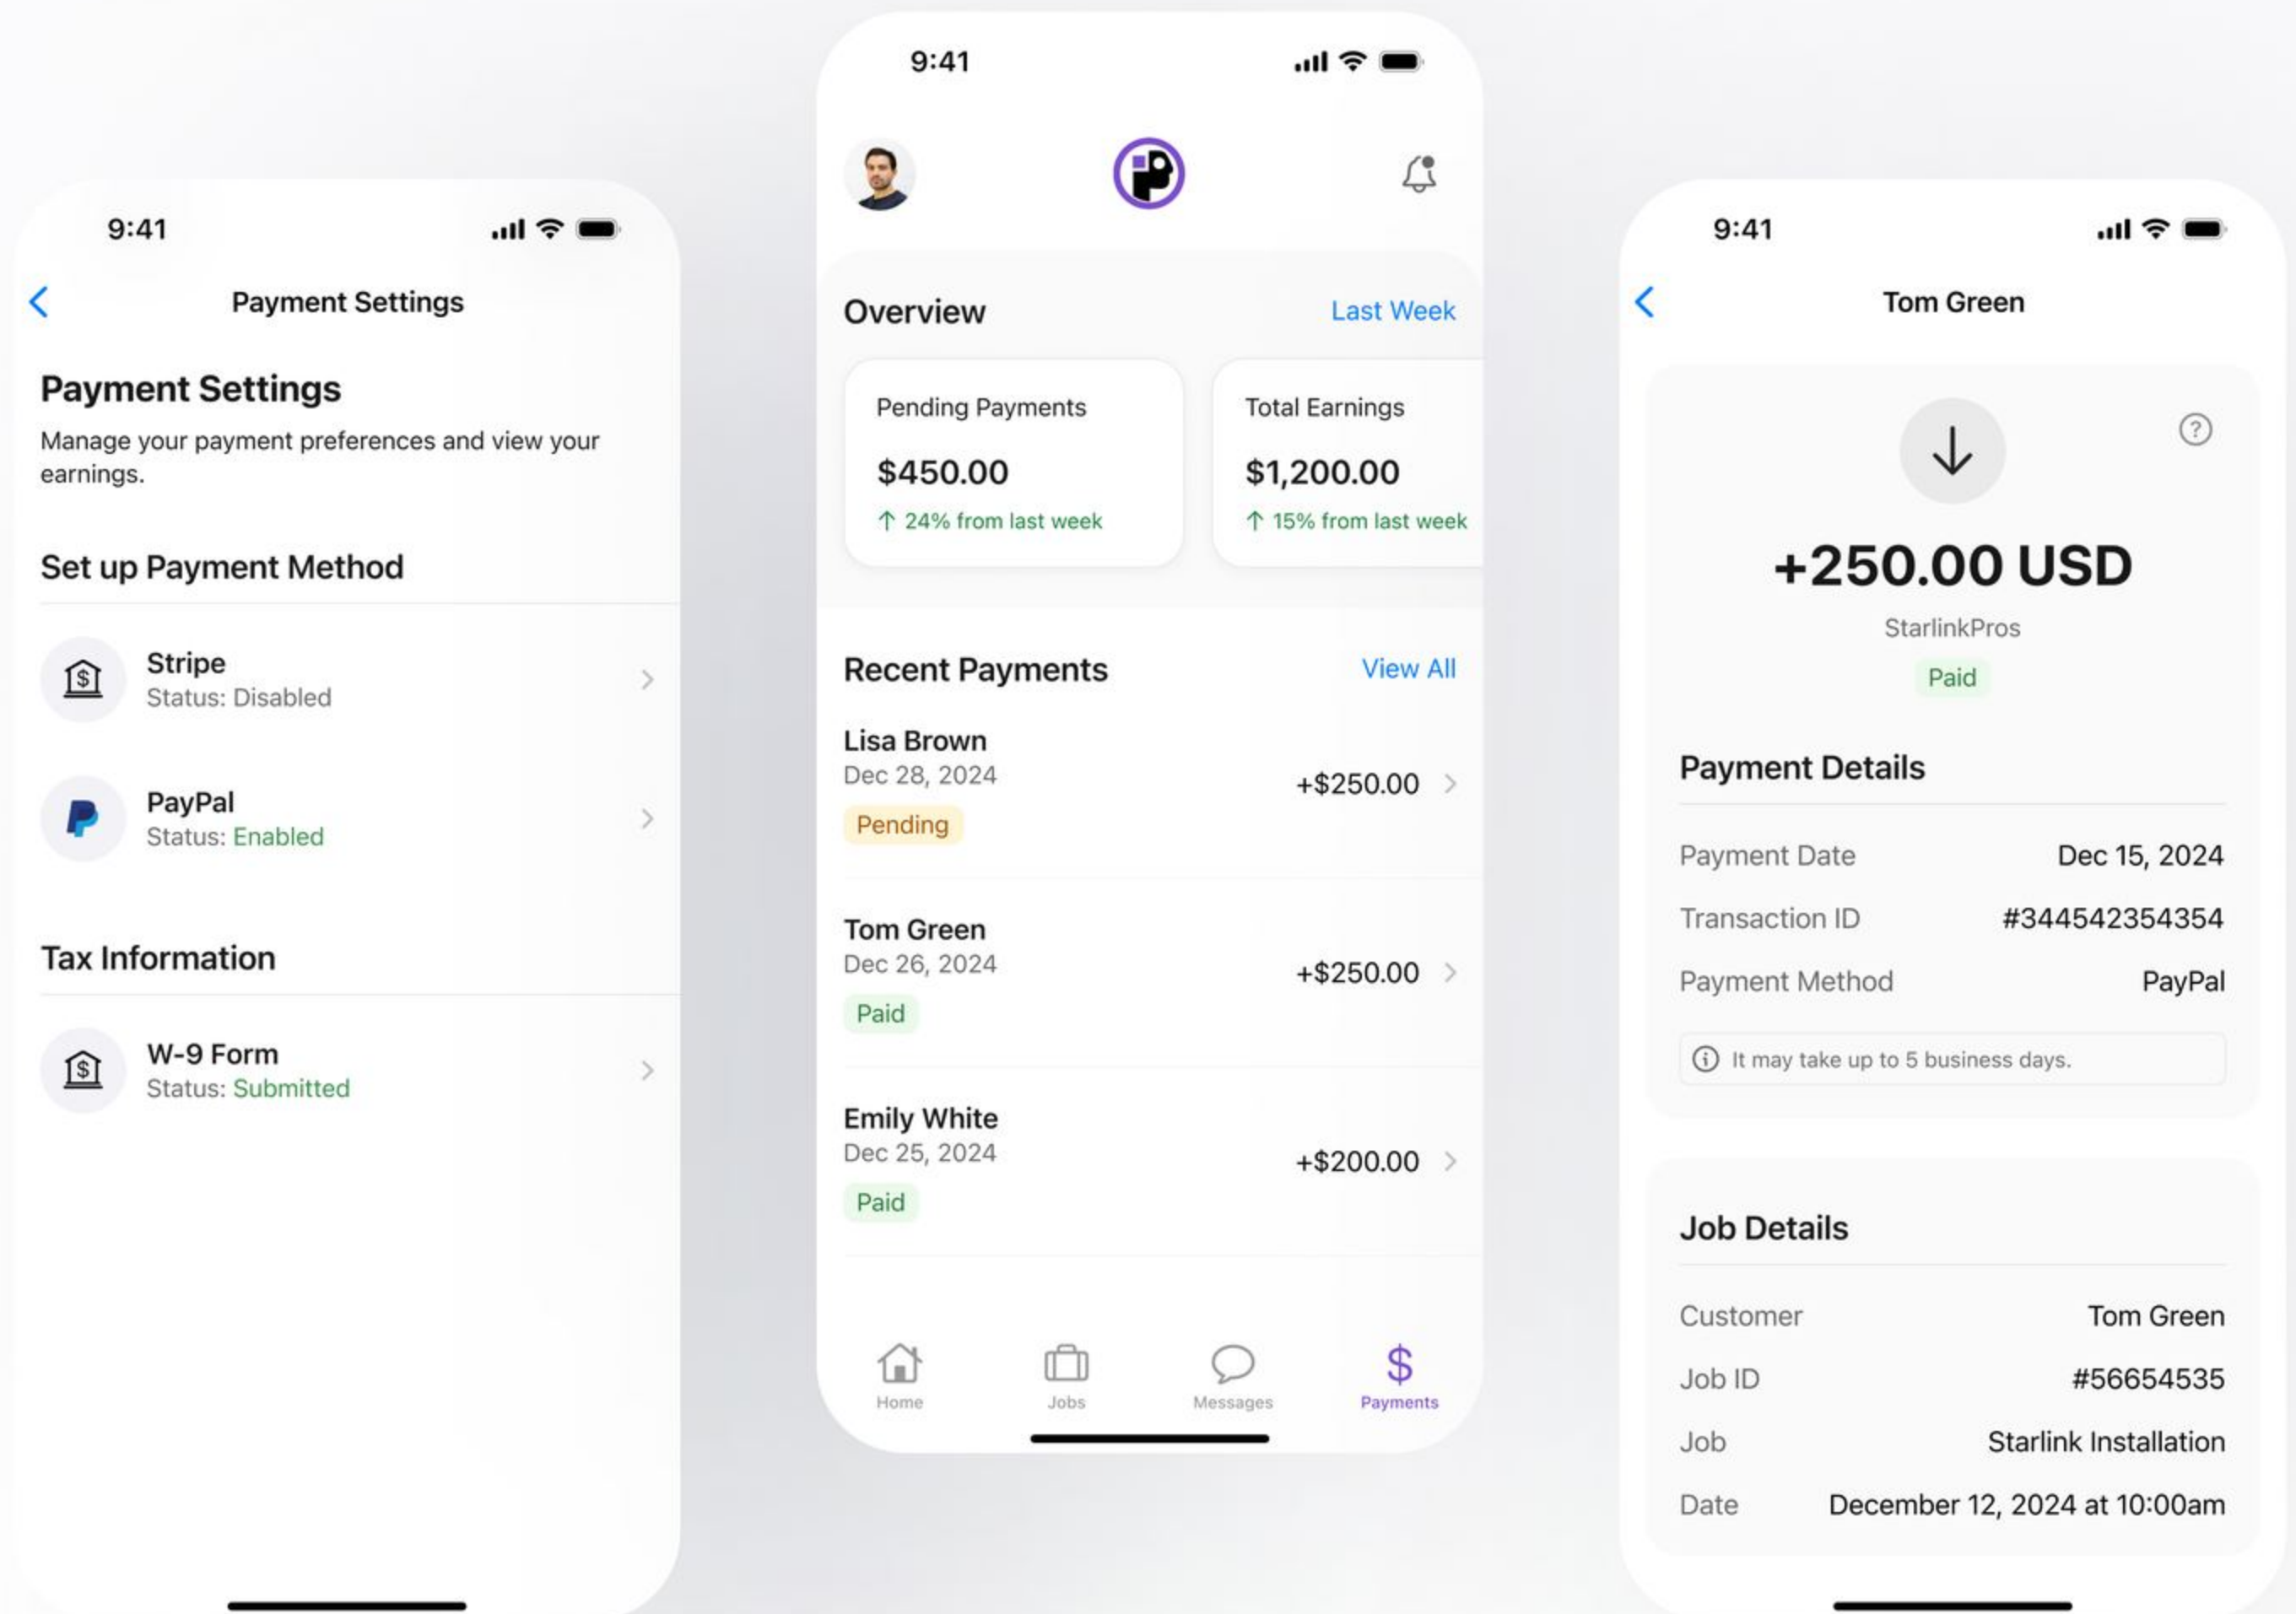 9:41
Payment Settings
Payment Settings
Manage your payment preferences and view your
earnings.
Set up Payment Method
Stripe
Status: Disabled
PayPal
Status: Enabled
Tax Information
W-9 Form
Status: Submitted
9:41
Overview
Last Week
Pending Payments
$450.00
↑ 24% from last week
Total Earnings
$1,200.00
↑ 15% from last week
Recent Payments
View All
Lisa Brown
Dec 28, 2024
+$250.00
Pending
Tom Green
Dec 26, 2024
+$250.00
Paid
Emily White
Dec 25, 2024
+$200.00
Paid
Home
Jobs
Messages
Payments
9:41
Tom Green
+250.00 USD
StarlinkPros
Paid
Payment Details
Payment Date
Dec 15, 2024
Transaction ID
#344542354354
Payment Method
PayPal
It may take up to 5 business days.
Job Details
Customer
Tom Green
Job ID
#56654535
Job
Starlink Installation
Date
December 12, 2024 at 10:00am